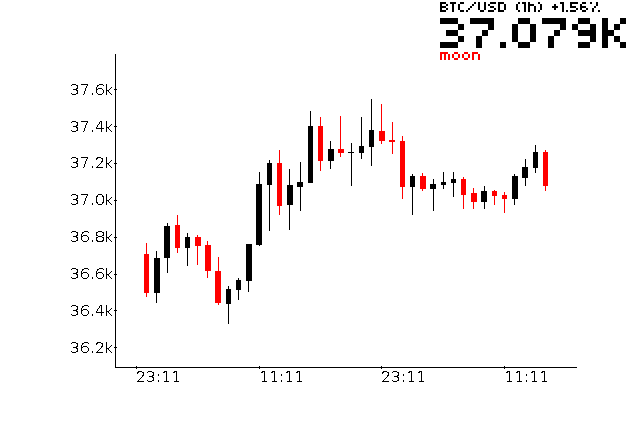 BTC/USD (1h) +1.56%
37.079K
moon
37.6k
37.4k
37.2k
37.0k
36.8k
36.6k
36.4k
36.2k
23:11 11:11 23:11 11:11